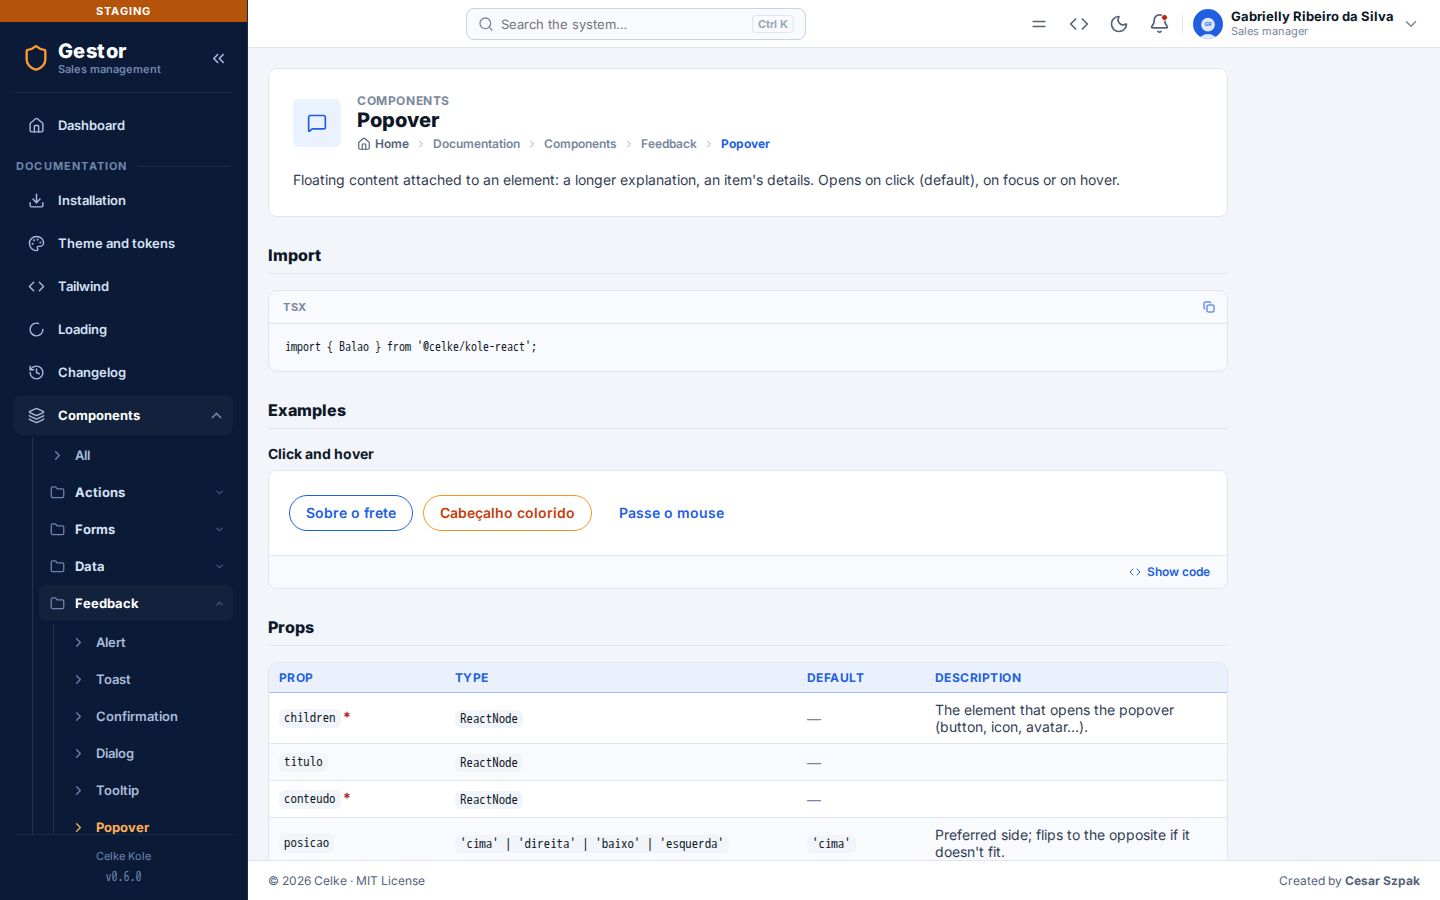 STAGING
Gestor
Sales management
Dashboard
DOCUMENTATION
Installation
Theme and tokens
Tailwind
Loading
Changelog
Components
All
Actions
Forms
Data
Feedback
Alert
Toast
Confirmation
Dialog
Tooltip
Popover
Celke Kole
v0.6.0
Search the system...
Ctrl K
GR
Gabrielly Ribeiro da Silva
Sales manager
COMPONENTS
Popover
Home
Documentation
Components
Feedback
Popover
Floating content attached to an element: a longer explanation, an item's details. Opens on click (default), on focus or on hover.
Import
TSX
import { Balao } from '@celke/kole-react';
Examples
Click and hover
Sobre o frete
Cabeçalho colorido
Passe o mouse
Show code
Props
PROP TYPE DEFAULT DESCRIPTION
children * ReactNode — The element that opens the popover
(button, icon, avatar...).
titulo ReactNode —
conteudo * ReactNode —
posicao 'cima' | 'direita' | 'baixo' | 'esquerda' 'cima' Preferred side; flips to the opposite if it
doesn't fit.
© 2026 Celke · MIT License
Created by Cesar Szpak